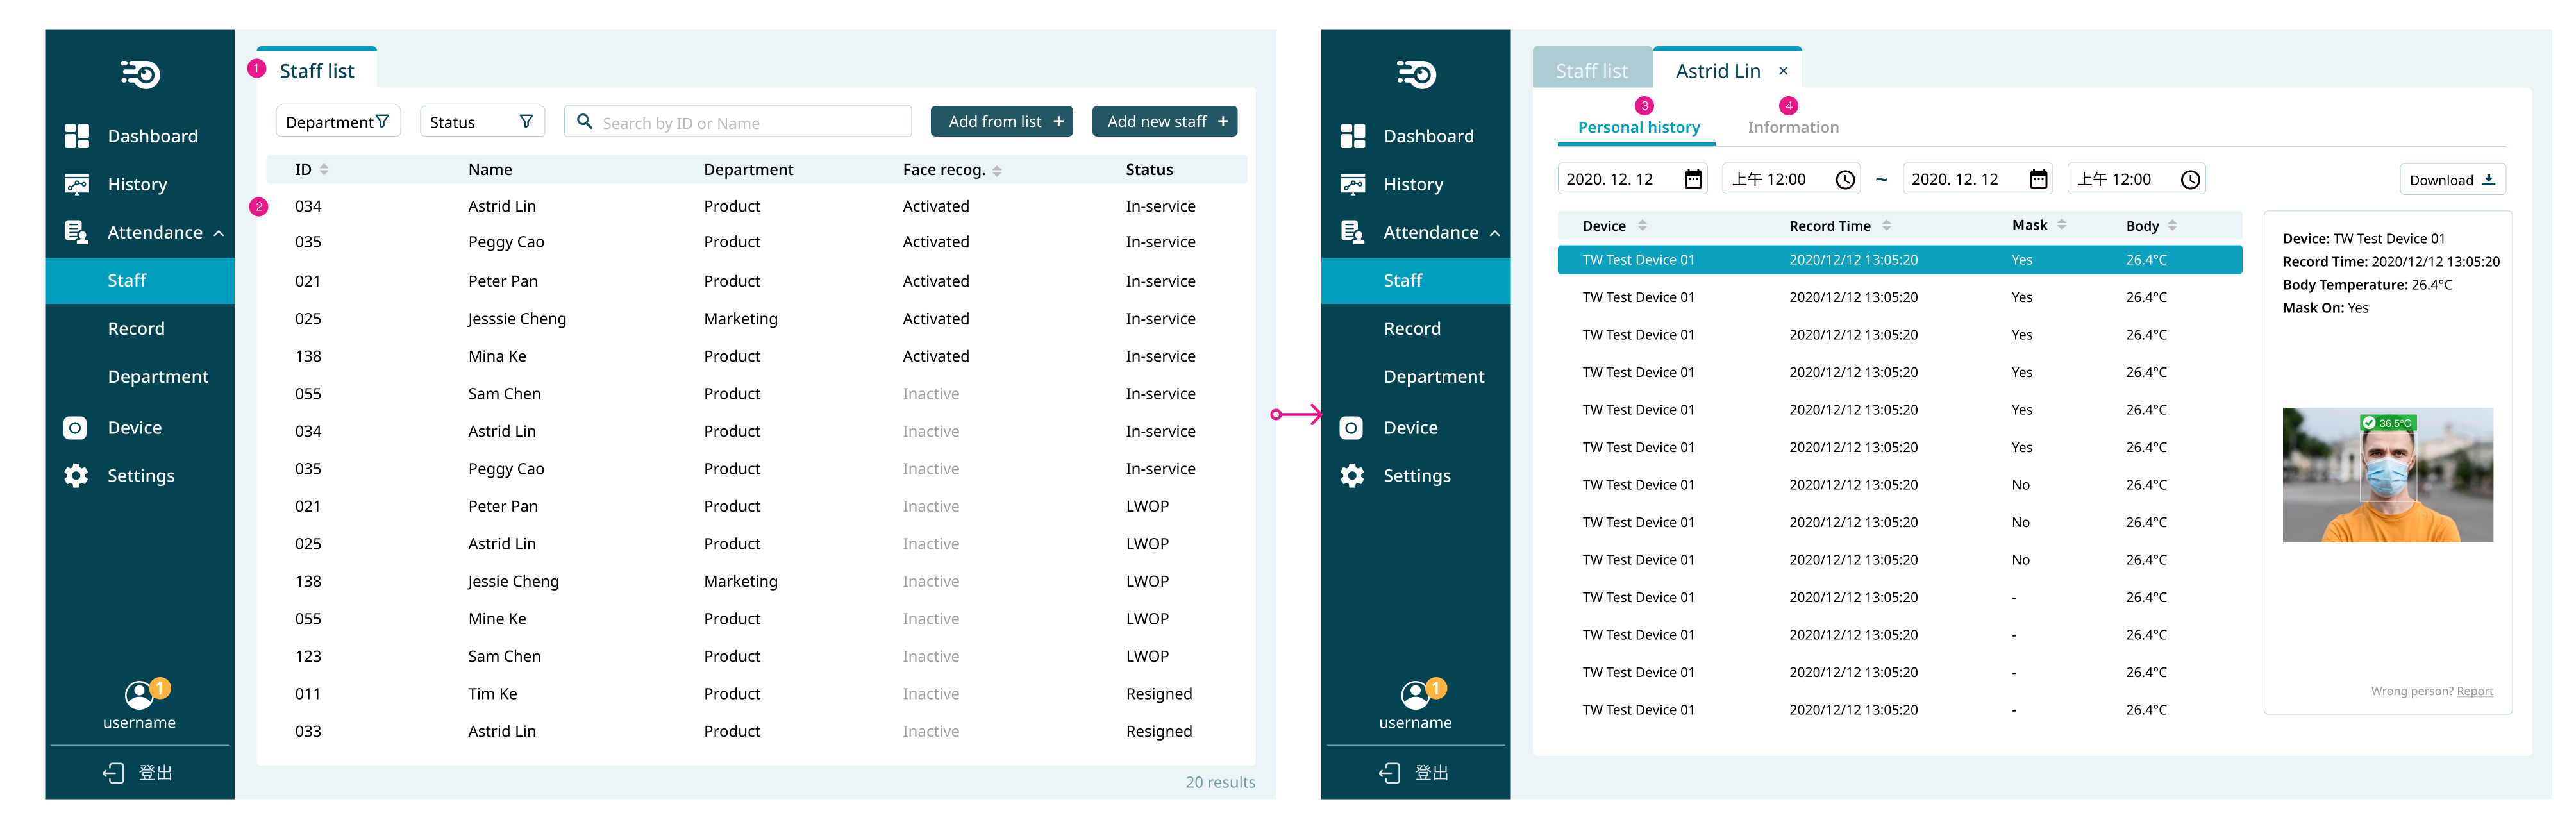 1
Staff list
Dashboard
History
Attendance
Staff
Record
Department
Device
Settings
1
username
登出
Department
Status
Search by ID or Name
Add from list +
Add new staff +
ID Name Department Face recog. Status
2
034 Astrid Lin Product Activated In-service
035 Peggy Cao Product Activated In-service
021 Peter Pan Product Activated In-service
025 Jesssie Cheng Marketing Activated In-service
138 Mina Ke Product Activated In-service
055 Sam Chen Product Inactive In-service
034 Astrid Lin Product Inactive In-service
035 Peggy Cao Product Inactive In-service
021 Peter Pan Product Inactive LWOP
025 Astrid Lin Product Inactive LWOP
138 Jessie Cheng Marketing Inactive LWOP
055 Mine Ke Product Inactive LWOP
123 Sam Chen Product Inactive LWOP
011 Tim Ke Product Inactive Resigned
033 Astrid Lin Product Inactive Resigned
20 results
Dashboard
History
Attendance
Staff
Record
Department
Device
Settings
1
username
登出
Staff list
Astrid Lin ×
3
4
Personal history
Information
2020. 12. 12
上午 12:00
~
2020. 12. 12
上午 12:00
Download
Device Record Time Mask Body
TW Test Device 01 2020/12/12 13:05:20 Yes 26.4°C
TW Test Device 01 2020/12/12 13:05:20 Yes 26.4°C
TW Test Device 01 2020/12/12 13:05:20 Yes 26.4°C
TW Test Device 01 2020/12/12 13:05:20 Yes 26.4°C
TW Test Device 01 2020/12/12 13:05:20 Yes 26.4°C
TW Test Device 01 2020/12/12 13:05:20 Yes 26.4°C
TW Test Device 01 2020/12/12 13:05:20 No 26.4°C
TW Test Device 01 2020/12/12 13:05:20 No 26.4°C
TW Test Device 01 2020/12/12 13:05:20 No 26.4°C
TW Test Device 01 2020/12/12 13:05:20 - 26.4°C
TW Test Device 01 2020/12/12 13:05:20 - 26.4°C
TW Test Device 01 2020/12/12 13:05:20 - 26.4°C
TW Test Device 01 2020/12/12 13:05:20 - 26.4°C
Device: TW Test Device 01
Record Time: 2020/12/12 13:05:20
Body Temperature: 26.4°C
Mask On: Yes
36.5°C
Wrong person? Report